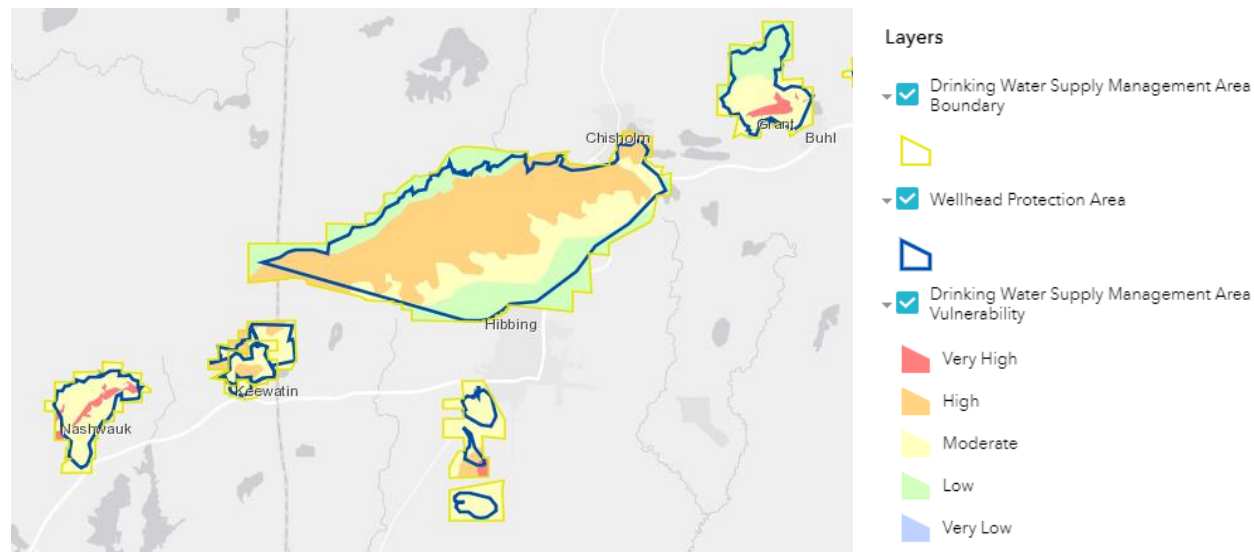 Layers
Drinking Water Supply Management Area
Boundary
Wellhead Protection Area
Drinking Water Supply Management Area
Vulnerability
Very High
High
Moderate
Low
Very Low
Chisholm
Grant
Buhl
Hibbing
Keewatin
Nashwauk